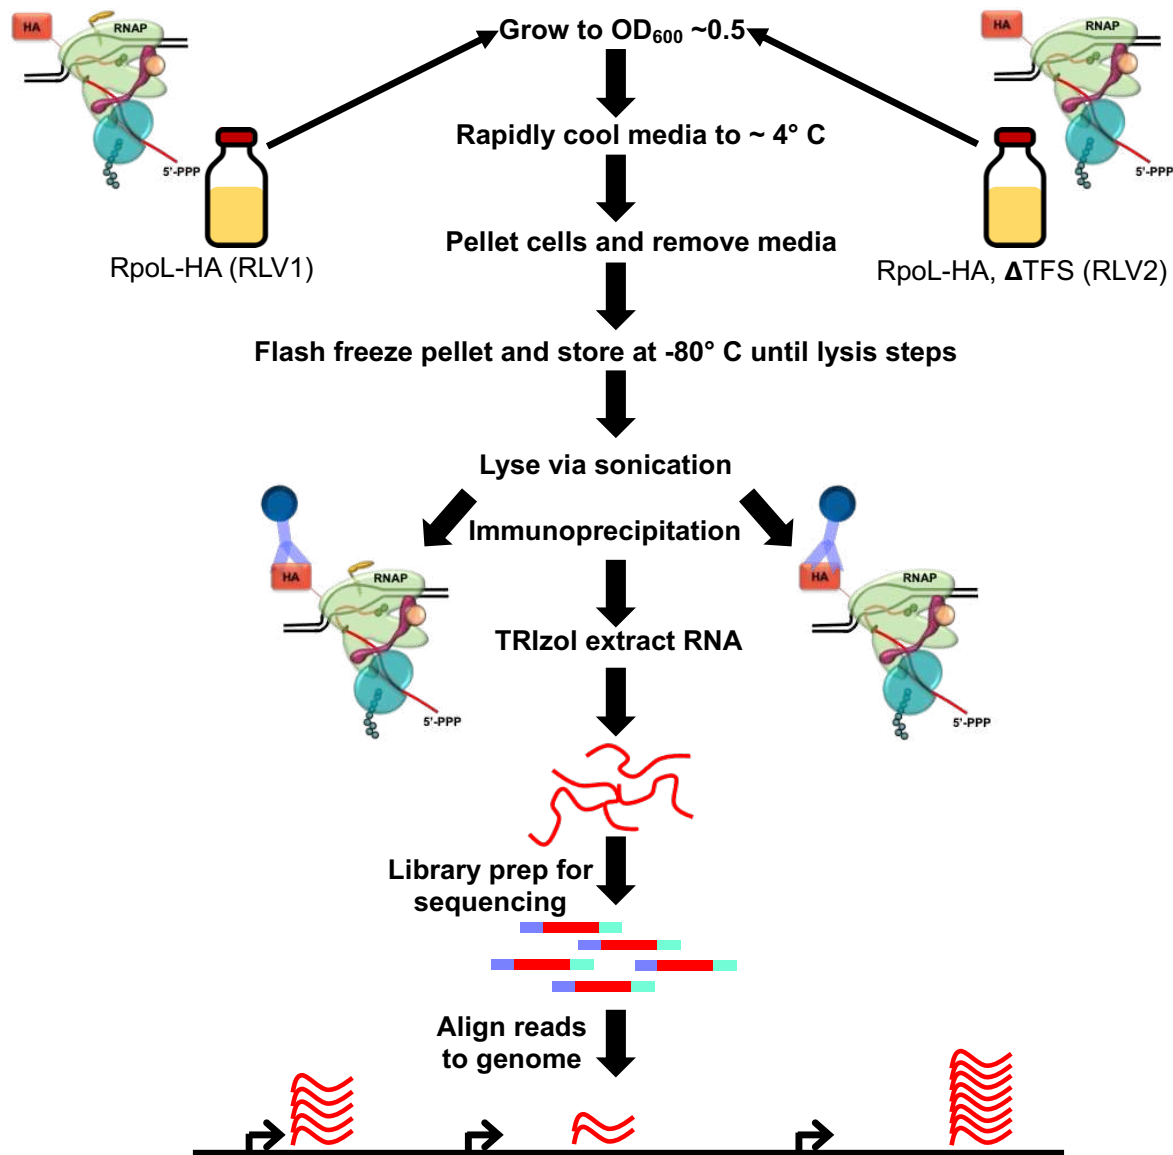 HA
RNAP
5'-PPP
RpoL-HA (RLV1)
Grow to OD₆₀₀ ~0.5
HA
RNAP
5'-PPP
RpoL-HA, ΔTFS (RLV2)
Rapidly cool media to ~ 4° C
Pellet cells and remove media
Flash freeze pellet and store at -80° C until lysis steps
Lyse via sonication
Immunoprecipitation
HA
RNAP
5'-PPP
HA
RNAP
5'-PPP
TRIzol extract RNA
Library prep for
sequencing
Align reads
to genome